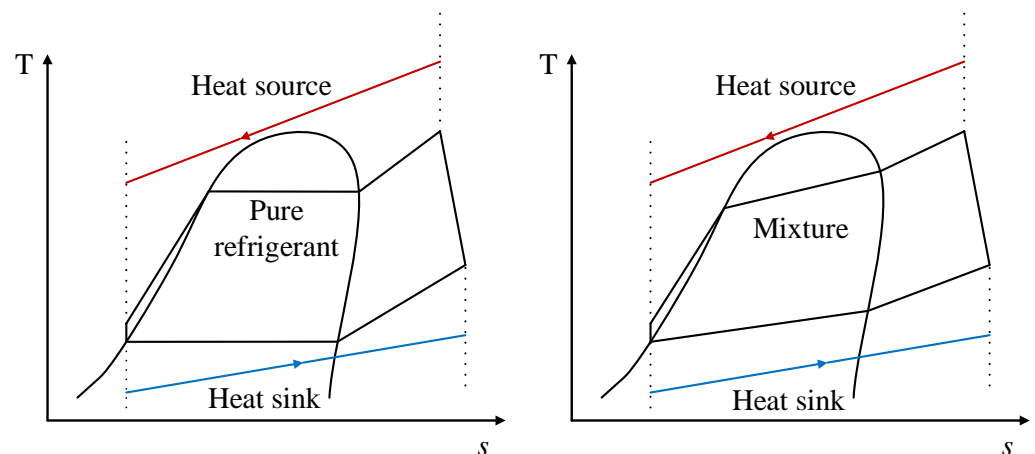 T
Heat source
Pure
refrigerant
Heat sink
s
T
Heat source
Mixture
Heat sink
s